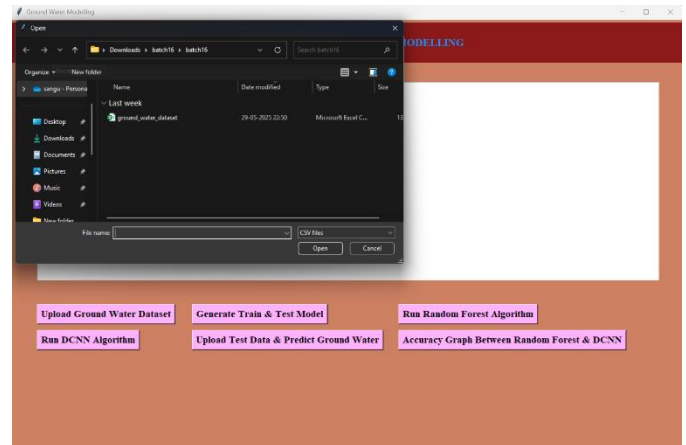 Ground Water Modelling
Open
ODELLING
Downloads › batch16 › batch16
Search batch16
Organize
New folder
Name
Date modified
Type
Size
sangu - Persona
Last week
ground_water_dataset
29-05-2025 22:50
Microsoft Excel C...
13
Desktop
Downloads
Documents
Pictures
Music
Videos
New folder
File name:
CSV files
Open
Cancel
Upload Ground Water Dataset
Generate Train & Test Model
Run Random Forest Algorithm
Run DCNN Algorithm
Upload Test Data & Predict Ground Water
Accuracy Graph Between Random Forest & DCNN